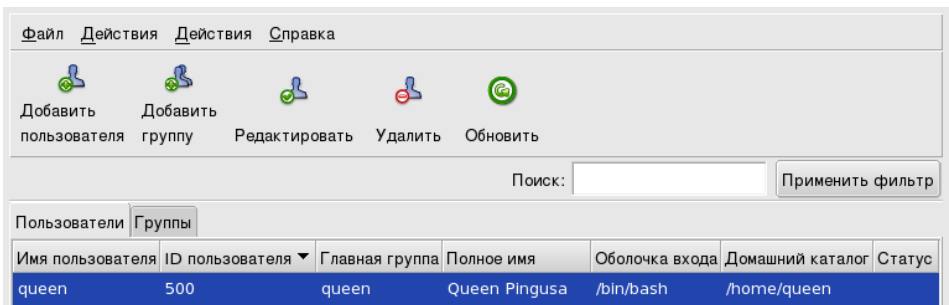 Файл Действия Действия Справка
Добавить пользователя
Добавить группу
Редактировать
Удалить
Обновить
Поиск:
Применить фильтр
Пользователи Группы
Имя пользователя ID пользователя Главная группа Полное имя Оболочка входа Домашний каталог Статус
queen 500 queen Queen Pingusa /bin/bash /home/queen